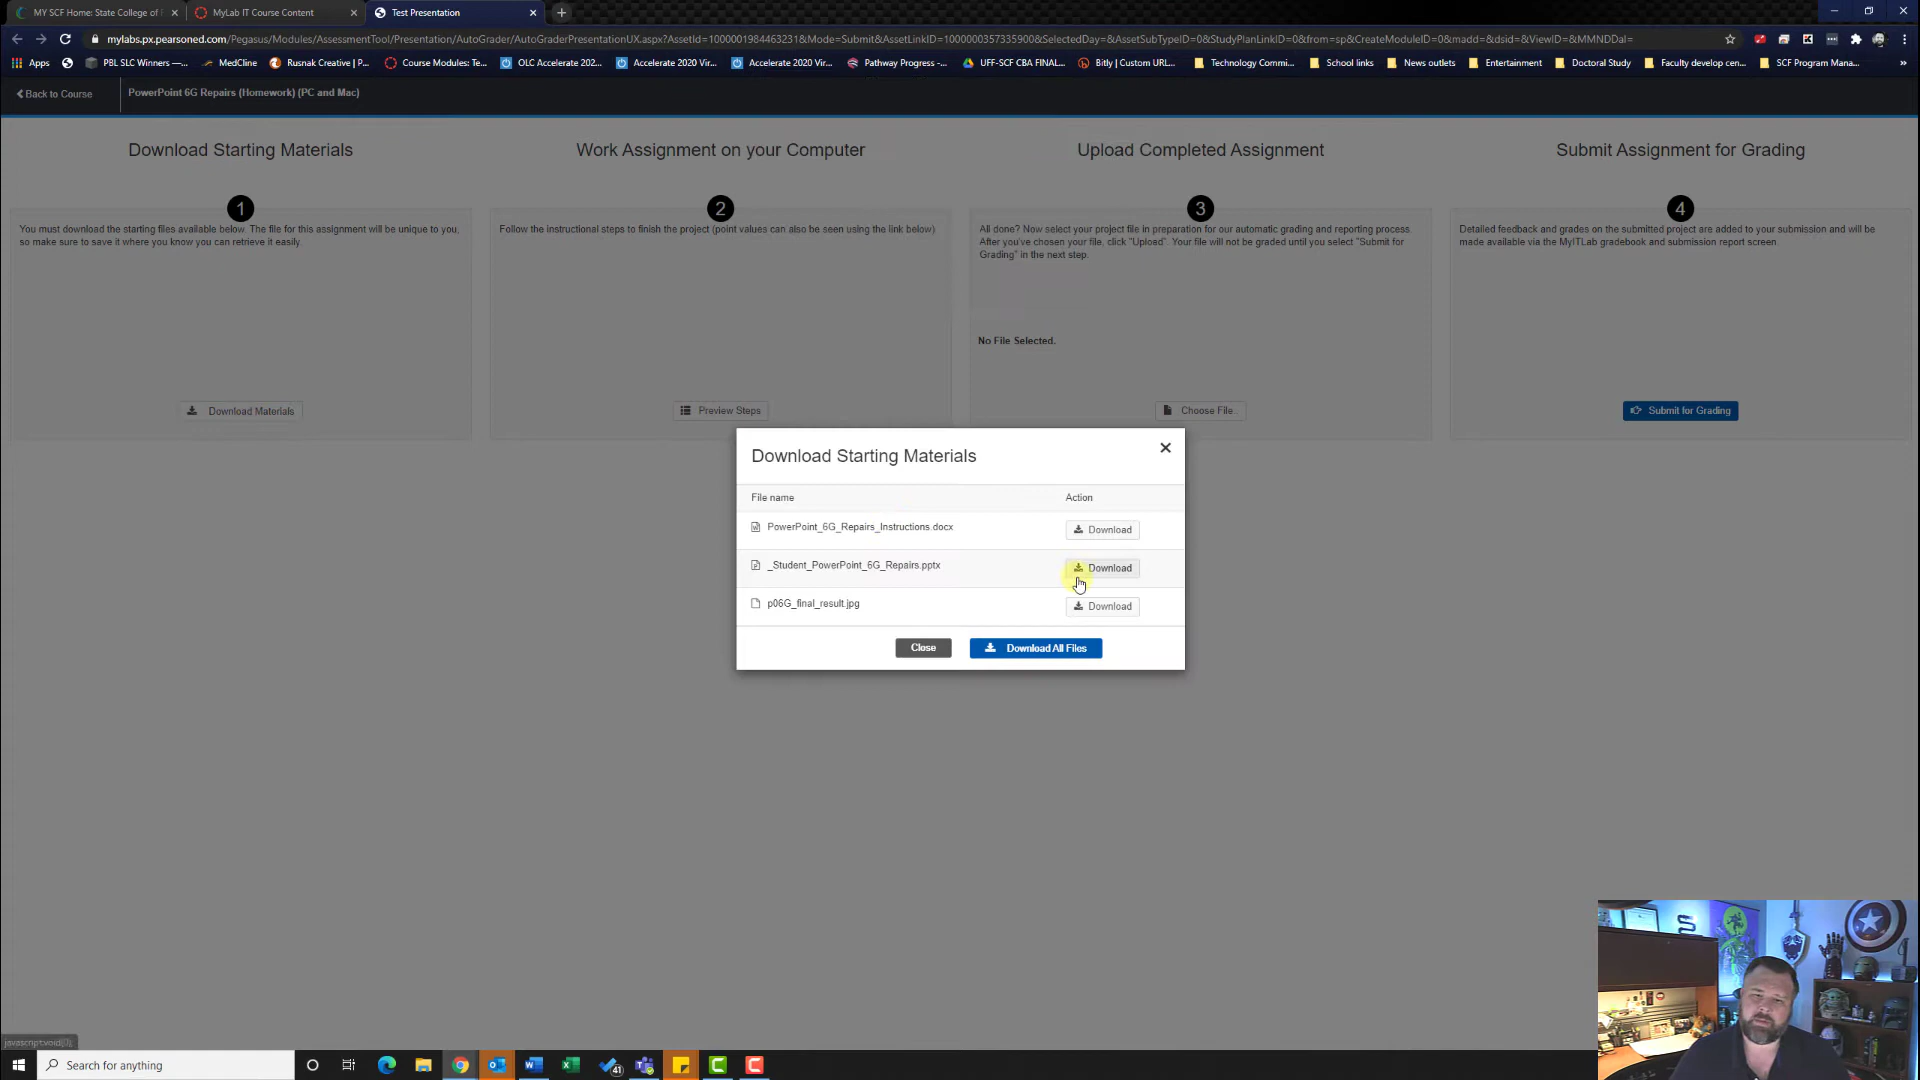 MY SCF Home: State College of
MyLab IT Course Content
Test Presentation
mylabs.px.pearsoned.com/Pegasus/Modules/AssessmentTool/Presentation/AutoGrader/AutoGraderPresentationUX.aspx?AssetId=1000001984463231&Mode=Submit&AssetLinkID=1000000357335900&SelectedDay=&AssetSubTypeID=0&StudyPlanLinkID=0&from=sp&CreateModuleID=0&madd=&dsid=&ViewID=&MMNDDal=
Apps
PBL SLC Winners —...
MedCline
Rusnak Creative | P...
Course Modules: Te...
OLC Accelerate 202...
Accelerate 2020 Vir...
Accelerate 2020 Vir...
Pathway Progress -...
UFF-SCF CBA FINAL...
Bitly | Custom URL...
Technology Commi...
School links
News outlets
Entertainment
Doctoral Study
Faculty develop cen...
SCF Program Mana...
Back to Course
PowerPoint 6G Repairs (Homework) (PC and Mac)
Download Starting Materials
1
You must download the starting files available below. The file for this assignment will be unique to you,
so make sure to save it where you know you can retrieve it easily.
Download Materials
Work Assignment on your Computer
2
Follow the instructional steps to finish the project (point values can also be seen using the link below)
Preview Steps
Upload Completed Assignment
3
All done? Now select your project file in preparation for our automatic grading and reporting process.
After you've chosen your file, click "Upload". Your file will not be graded until you select "Submit for
Grading" in the next step.
No File Selected.
Choose File..
Submit Assignment for Grading
4
Detailed feedback and grades on the submitted project are added to your submission and will be
made available via the MyITLab gradebook and submission report screen.
Submit for Grading
Download Starting Materials
File name Action
PowerPoint_6G_Repairs_Instructions.docx Download
_Student_PowerPoint_6G_Repairs.pptx Download
p06G_final_result.jpg Download
Close Download All Files
javascript:void(0);
Search for anything
41